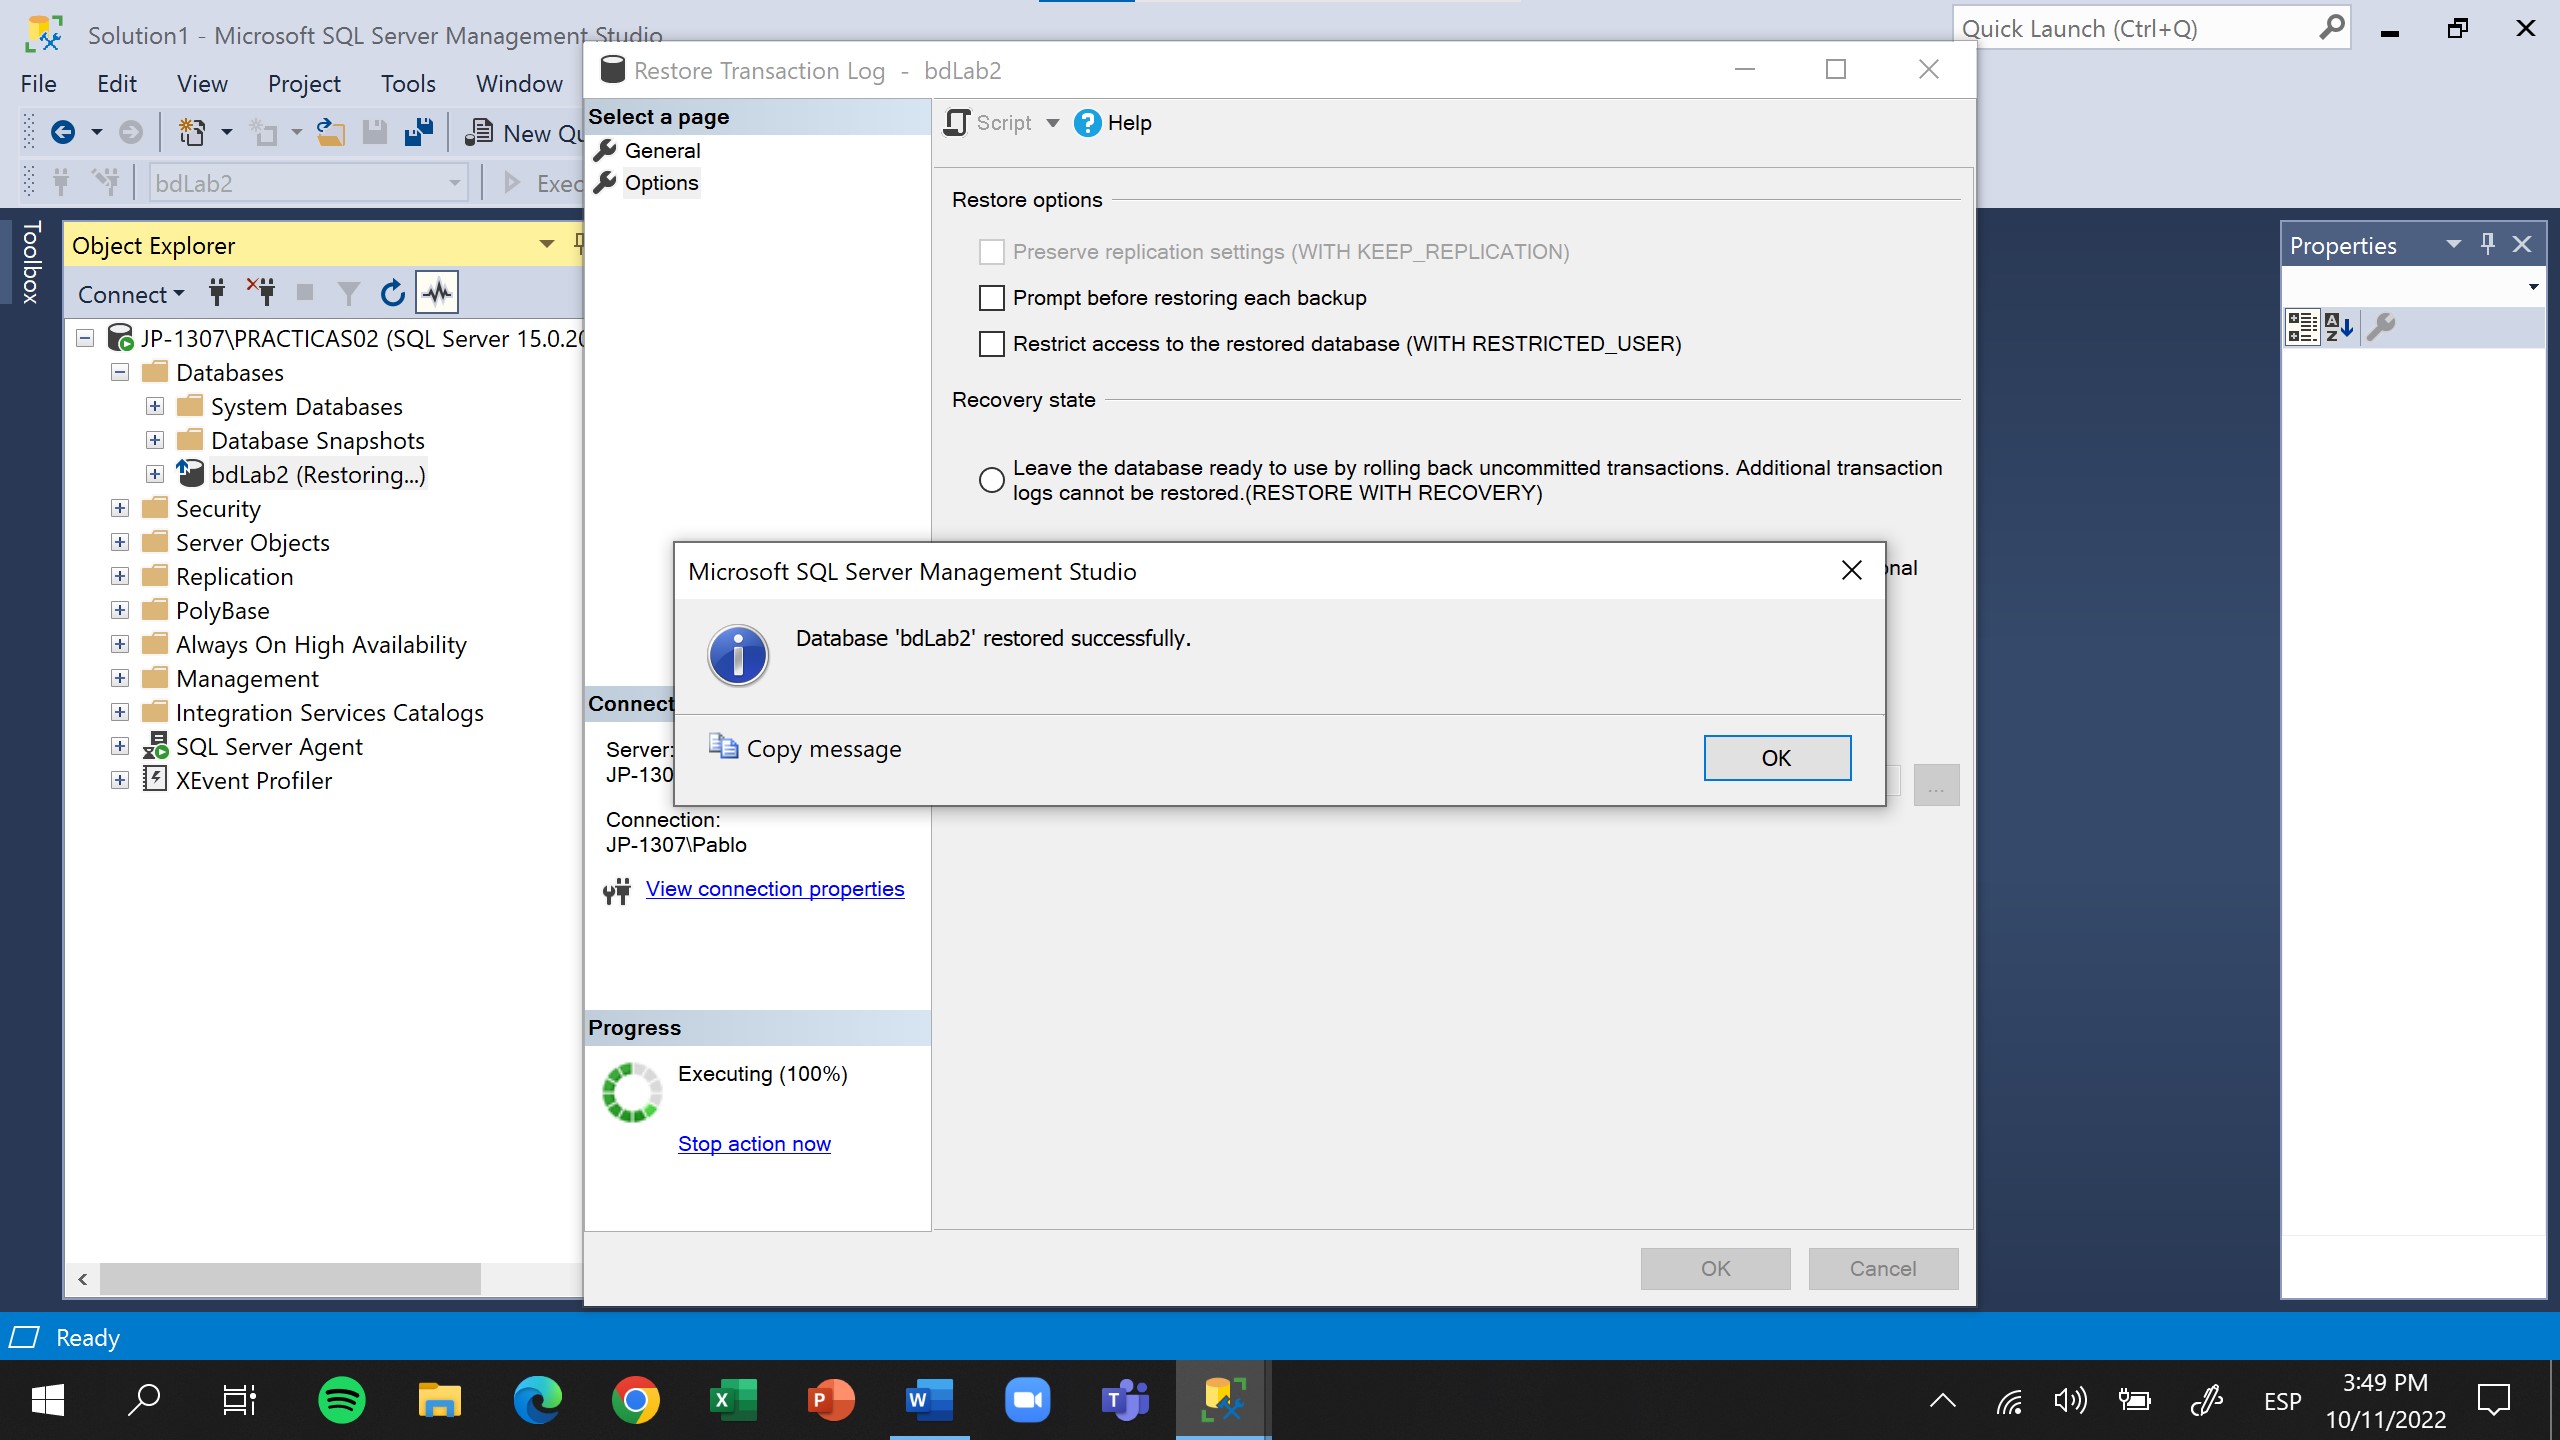 Solution1 - Microsoft SQL Server Management Studio
Quick Launch (Ctrl+Q)
File Edit View Project Tools Window
New Qu
bdLab2
Exec
Toolbox
Object Explorer
Connect
JP-1307\PRACTICAS02 (SQL Server 15.0.20
Databases
System Databases
Database Snapshots
bdLab2 (Restoring...)
Security
Server Objects
Replication
PolyBase
Always On High Availability
Management
Integration Services Catalogs
SQL Server Agent
XEvent Profiler
Restore Transaction Log - bdLab2
Select a page
General
Options
Script
Help
Restore options
Preserve replication settings (WITH KEEP_REPLICATION)
Prompt before restoring each backup
Restrict access to the restored database (WITH RESTRICTED_USER)
Recovery state
Leave the database ready to use by rolling back uncommitted transactions. Additional transaction
logs cannot be restored.(RESTORE WITH RECOVERY)
onal
Microsoft SQL Server Management Studio
Database 'bdLab2' restored successfully.
Copy message
OK
Connect
Server:
JP-130
...
Connection:
JP-1307\Pablo
View connection properties
Progress
Executing (100%)
Stop action now
OK
Cancel
Properties
Ready
ESP
3:49 PM
10/11/2022